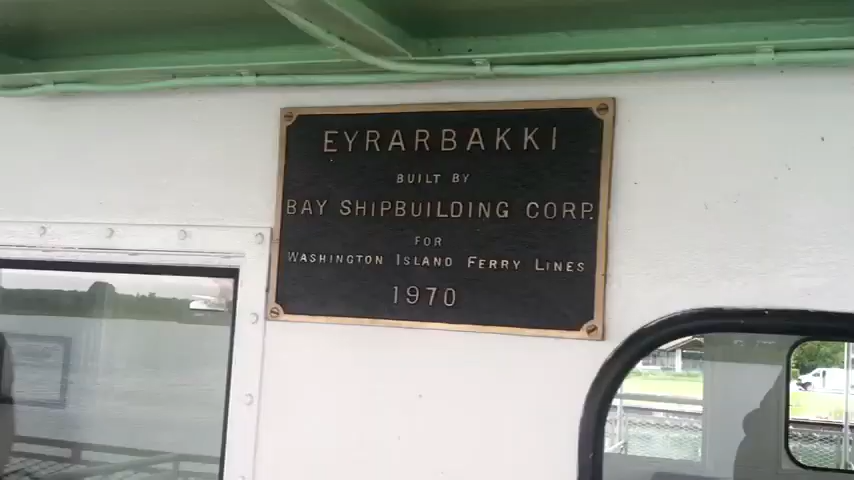 EYRARBAKKI
BUILT BY
BAY SHIPBUILDING CORP.
FOR
WASHINGTON ISLAND FERRY LINES
1970